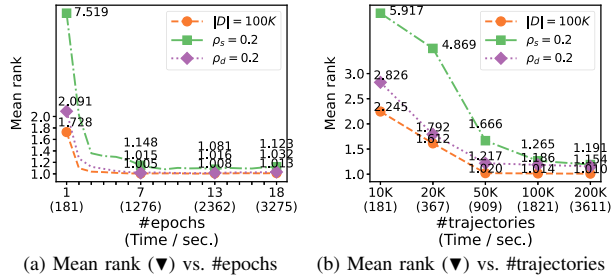 7.519
2.091
1.728
1.148
1.015
1.005
1.081
1.016
1.008
1.123
1.032
1.013
|D| = 100K
ρs = 0.2
ρd = 0.2
Mean rank
2.0
1.8
1.6
1.4
1.2
1.0
1 7 13 18
(181) (1276) (2362) (3275)
#epochs
(Time / sec.)
(a) Mean rank (▼) vs. #epochs
5.917
4.869
2.826
2.245
1.792
1.612
1.666
1.217
1.020
1.265
1.186
1.014
1.191
1.154
1.010
|D| = 100K
ρs = 0.2
ρd = 0.2
Mean rank
3.0
2.5
2.0
1.5
1.0
10K 20K 50K 100K 200K
(181) (367) (909) (1821) (3611)
#trajectories
(Time / sec.)
(b) Mean rank (▼) vs. #trajectories